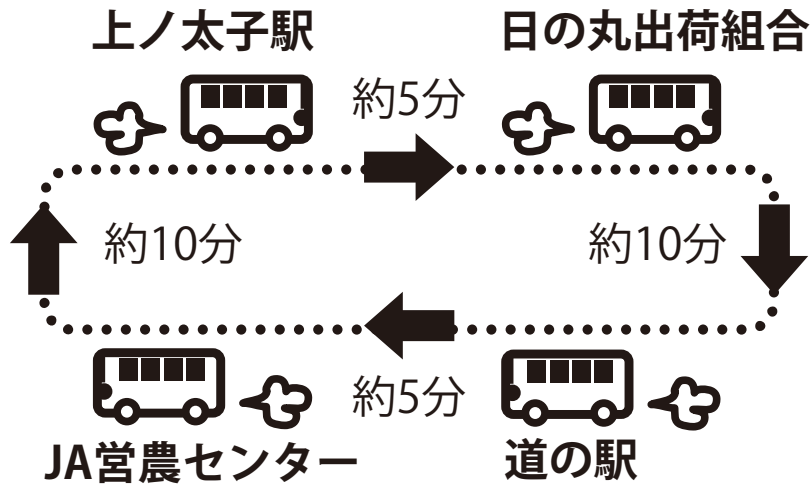 上ノ太子駅
日の丸出荷組合
約5分
約10分
約10分
約5分
JA営農センター
道の駅